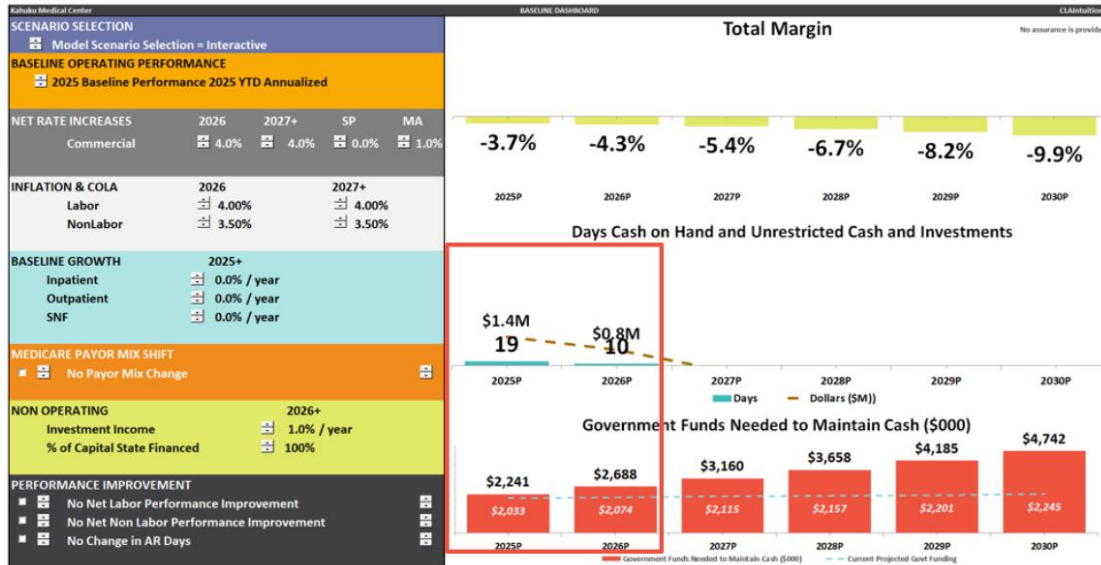 Kahuku Medical Center
BASELINE DASHBOARD
CLAIntuition
SCENARIO SELECTION
Model Scenario Selection = Interactive
BASELINE OPERATING PERFORMANCE
2025 Baseline Performance 2025 YTD Annualized
NET RATE INCREASES 2026 2027+ SP MA
Commercial 4.0% 4.0% 0.0% 1.0%
INFLATION & COLA 2026 2027+
Labor 4.00% 4.00%
NonLabor 3.50% 3.50%
BASELINE GROWTH 2025+
Inpatient 0.0% / year
Outpatient 0.0% / year
SNF 0.0% / year
MEDICARE PAYOR MIX SHIFT
No Payor Mix Change
NON OPERATING 2026+
Investment Income 1.0% / year
% of Capital State Financed 100%
PERFORMANCE IMPROVEMENT
No Net Labor Performance Improvement
No Net Non Labor Performance Improvement
No Change in AR Days
Total Margin
No assurance is provide
-3.7% -4.3% -5.4% -6.7% -8.2% -9.9%
2025P 2026P 2027P 2028P 2029P 2030P
Days Cash on Hand and Unrestricted Cash and Investments
$1.4M $0.8M
19 10
2025P 2026P 2027P 2028P 2029P 2030P
Days Dollars ($M))
Government Funds Needed to Maintain Cash ($000)
$2,241 $2,688 $3,160 $3,658 $4,185 $4,742
$2,033 $2,074 $2,115 $2,157 $2,201 $2,245
2025P 2026P 2027P 2028P 2029P 2030P
Government Funds Needed to Maintain Cash ($000) Current Projected Govt Funding